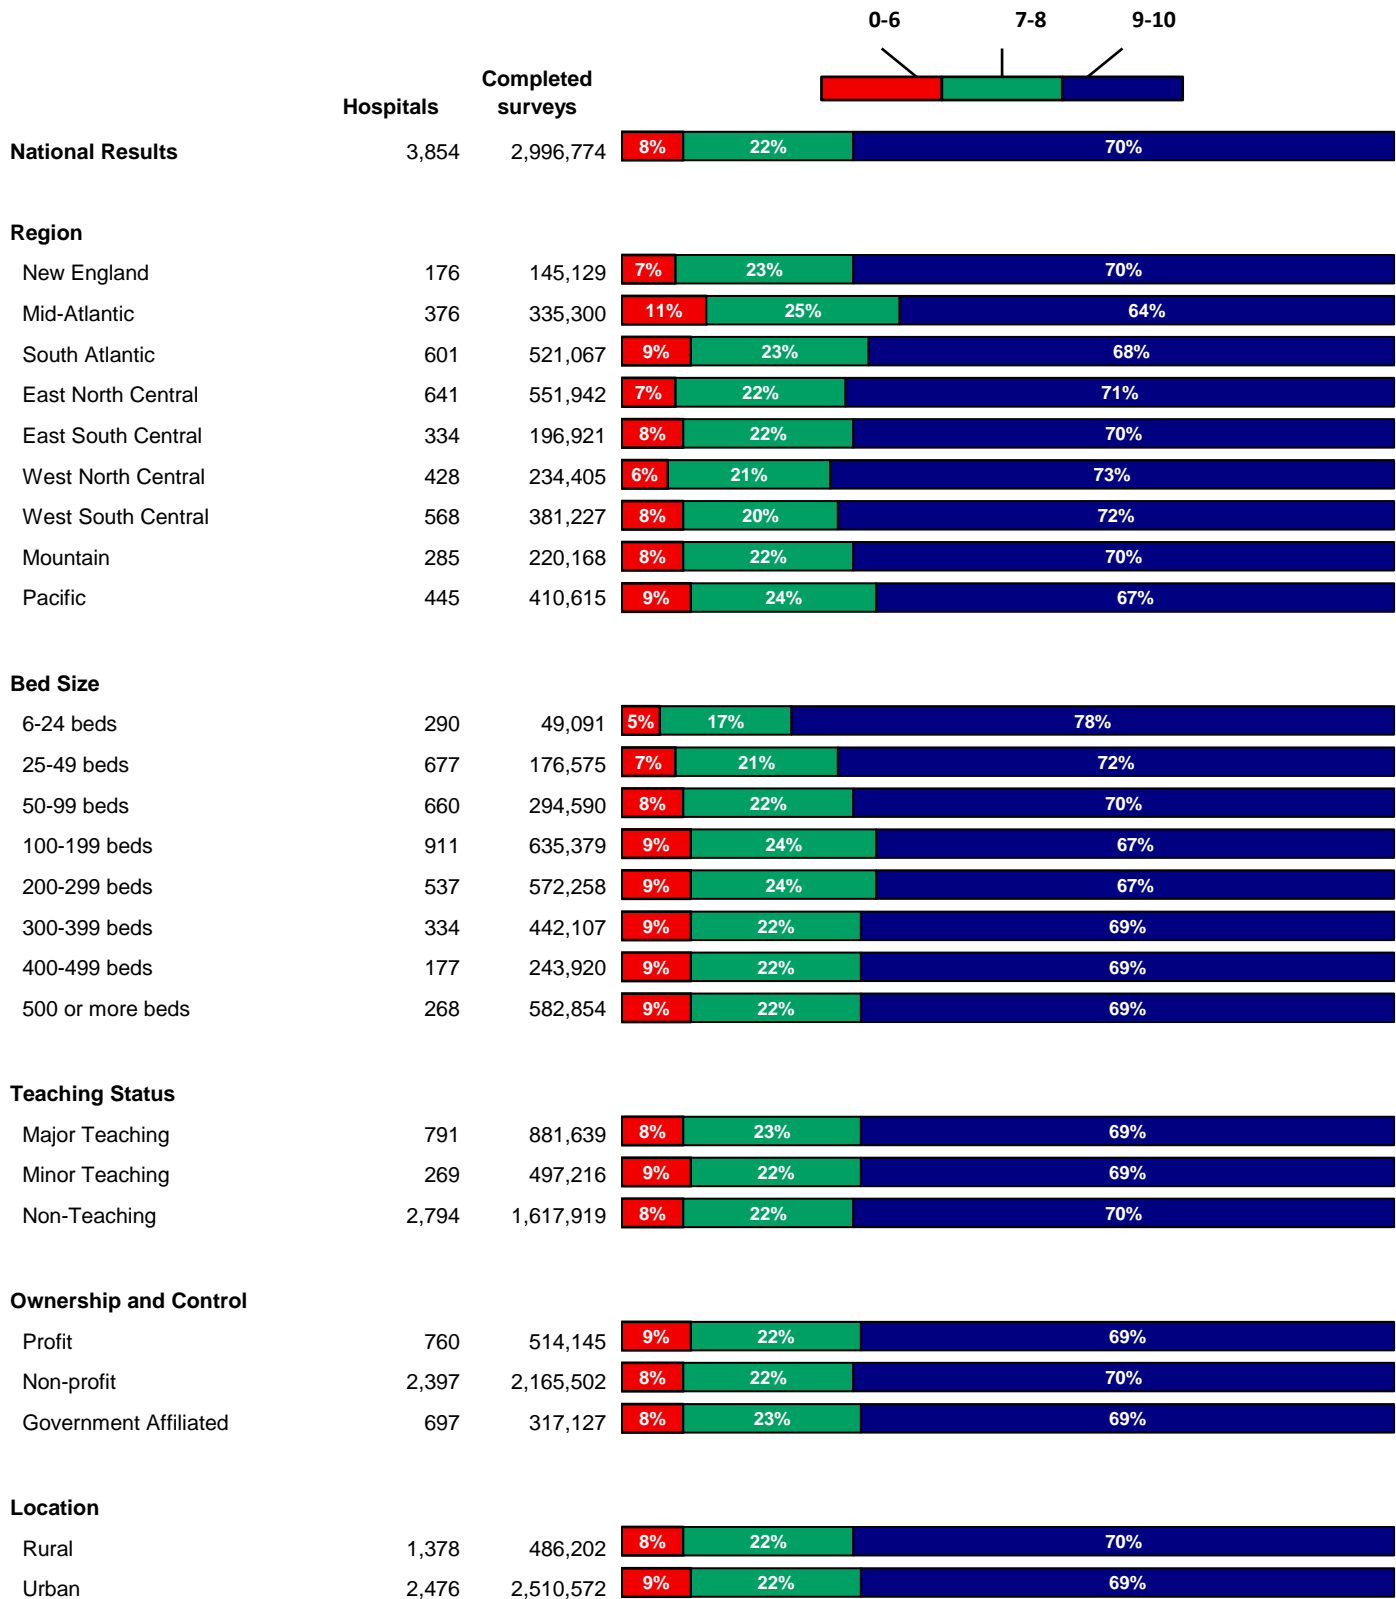 0-6 7-8 9-10
Completed
Hospitals surveys
National Results 3,854 2,996,774 8% 22% 70%
Region
New England 176 145,129 7% 23% 70%
Mid-Atlantic 376 335,300 11% 25% 64%
South Atlantic 601 521,067 9% 23% 68%
East North Central 641 551,942 7% 22% 71%
East South Central 334 196,921 8% 22% 70%
West North Central 428 234,405 6% 21% 73%
West South Central 568 381,227 8% 20% 72%
Mountain 285 220,168 8% 22% 70%
Pacific 445 410,615 9% 24% 67%
Bed Size
6-24 beds 290 49,091 5% 17% 78%
25-49 beds 677 176,575 7% 21% 72%
50-99 beds 660 294,590 8% 22% 70%
100-199 beds 911 635,379 9% 24% 67%
200-299 beds 537 572,258 9% 24% 67%
300-399 beds 334 442,107 9% 22% 69%
400-499 beds 177 243,920 9% 22% 69%
500 or more beds 268 582,854 9% 22% 69%
Teaching Status
Major Teaching 791 881,639 8% 23% 69%
Minor Teaching 269 497,216 9% 22% 69%
Non-Teaching 2,794 1,617,919 8% 22% 70%
Ownership and Control
Profit 760 514,145 9% 22% 69%
Non-profit 2,397 2,165,502 8% 22% 70%
Government Affiliated 697 317,127 8% 23% 69%
Location
Rural 1,378 486,202 8% 22% 70%
Urban 2,476 2,510,572 9% 22% 69%